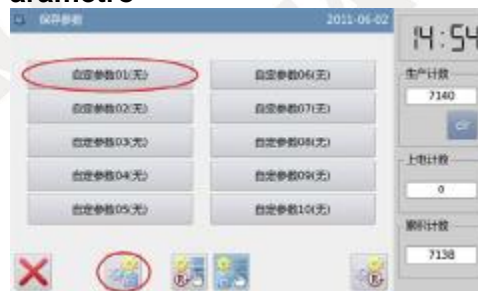 arametro
保存参数 2011-06-02
14:54
自定参数01(无) 自定参数06(无)
自定参数02(无) 自定参数07(无)
自定参数03(无) 自定参数08(无)
自定参数04(无) 自定参数09(无)
自定参数05(无) 自定参数10(无)
生产计数
7140
clr
上电计数
0
累积计数
7138